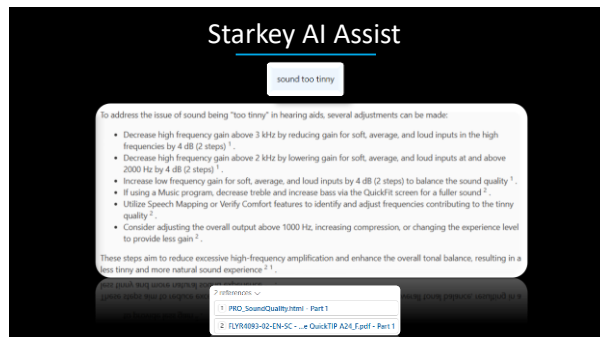 Starkey AI Assist
sound too tinny
To address the issue of sound being "too tinny" in hearing aids, several adjustments can be made:
• Decrease high frequency gain above 3 kHz by reducing gain for soft, average, and loud inputs in the high
frequencies by 4 dB (2 steps) 1 .
• Decrease high frequency gain above 2 kHz by lowering gain for soft, average, and loud inputs at and above
2000 Hz by 4 dB (2 steps) 1 .
• Increase low frequency gain for soft, average, and loud inputs by 4 dB (2 steps) to balance the sound quality 1 .
• If using a Music program, decrease treble and increase bass via the QuickFit screen for a fuller sound 2 .
• Utilize Speech Mapping or Verify Comfort features to identify and adjust frequencies contributing to the tinny
quality 2 .
• Consider adjusting the overall output above 1000 Hz, increasing compression, or changing the experience level
to provide less gain 2 .
These steps aim to reduce excessive high-frequency amplification and enhance the overall tonal balance, resulting in a
less tinny and more natural sound experience 2 1 .
2 references
1 PRO_SoundQuality.html - Part 1
2 FLYR4093-02-EN-SC - ...e QuickTIP A24_F.pdf - Part 1